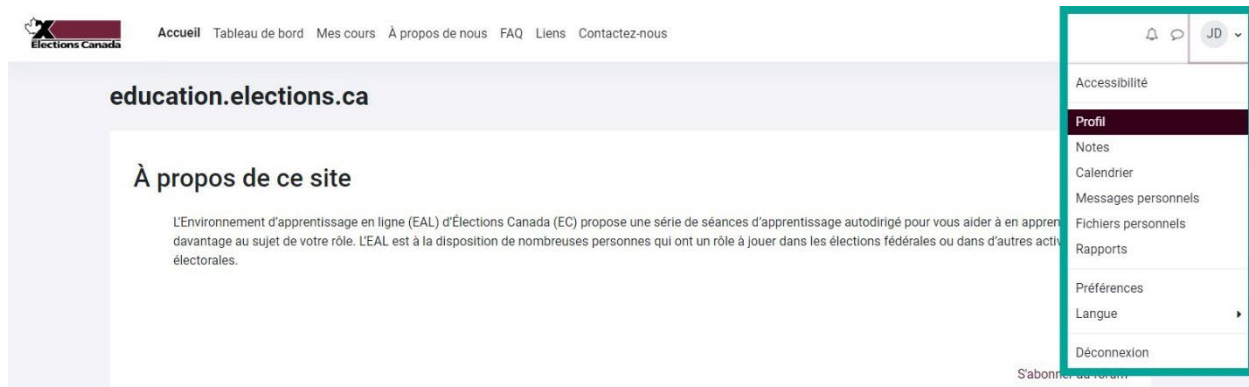 Elections Canada
Accueil Tableau de bord Mes cours À propos de nous FAQ Liens Contactez-nous
JD
education.elections.ca
À propos de ce site
L'Environnement d'apprentissage en ligne (EAL) d'Élections Canada (EC) propose une série de séances d'apprentissage autodirigé pour vous aider à en appren
davantage au sujet de votre rôle. L'EAL est à la disposition de nombreuses personnes qui ont un rôle à jouer dans les élections fédérales ou dans d'autres activ
électorales.
Accessibilité
Profil
Notes
Calendrier
Messages personnels
Fichiers personnels
Rapports
Préférences
Langue
Déconnexion
S'abonner au forum